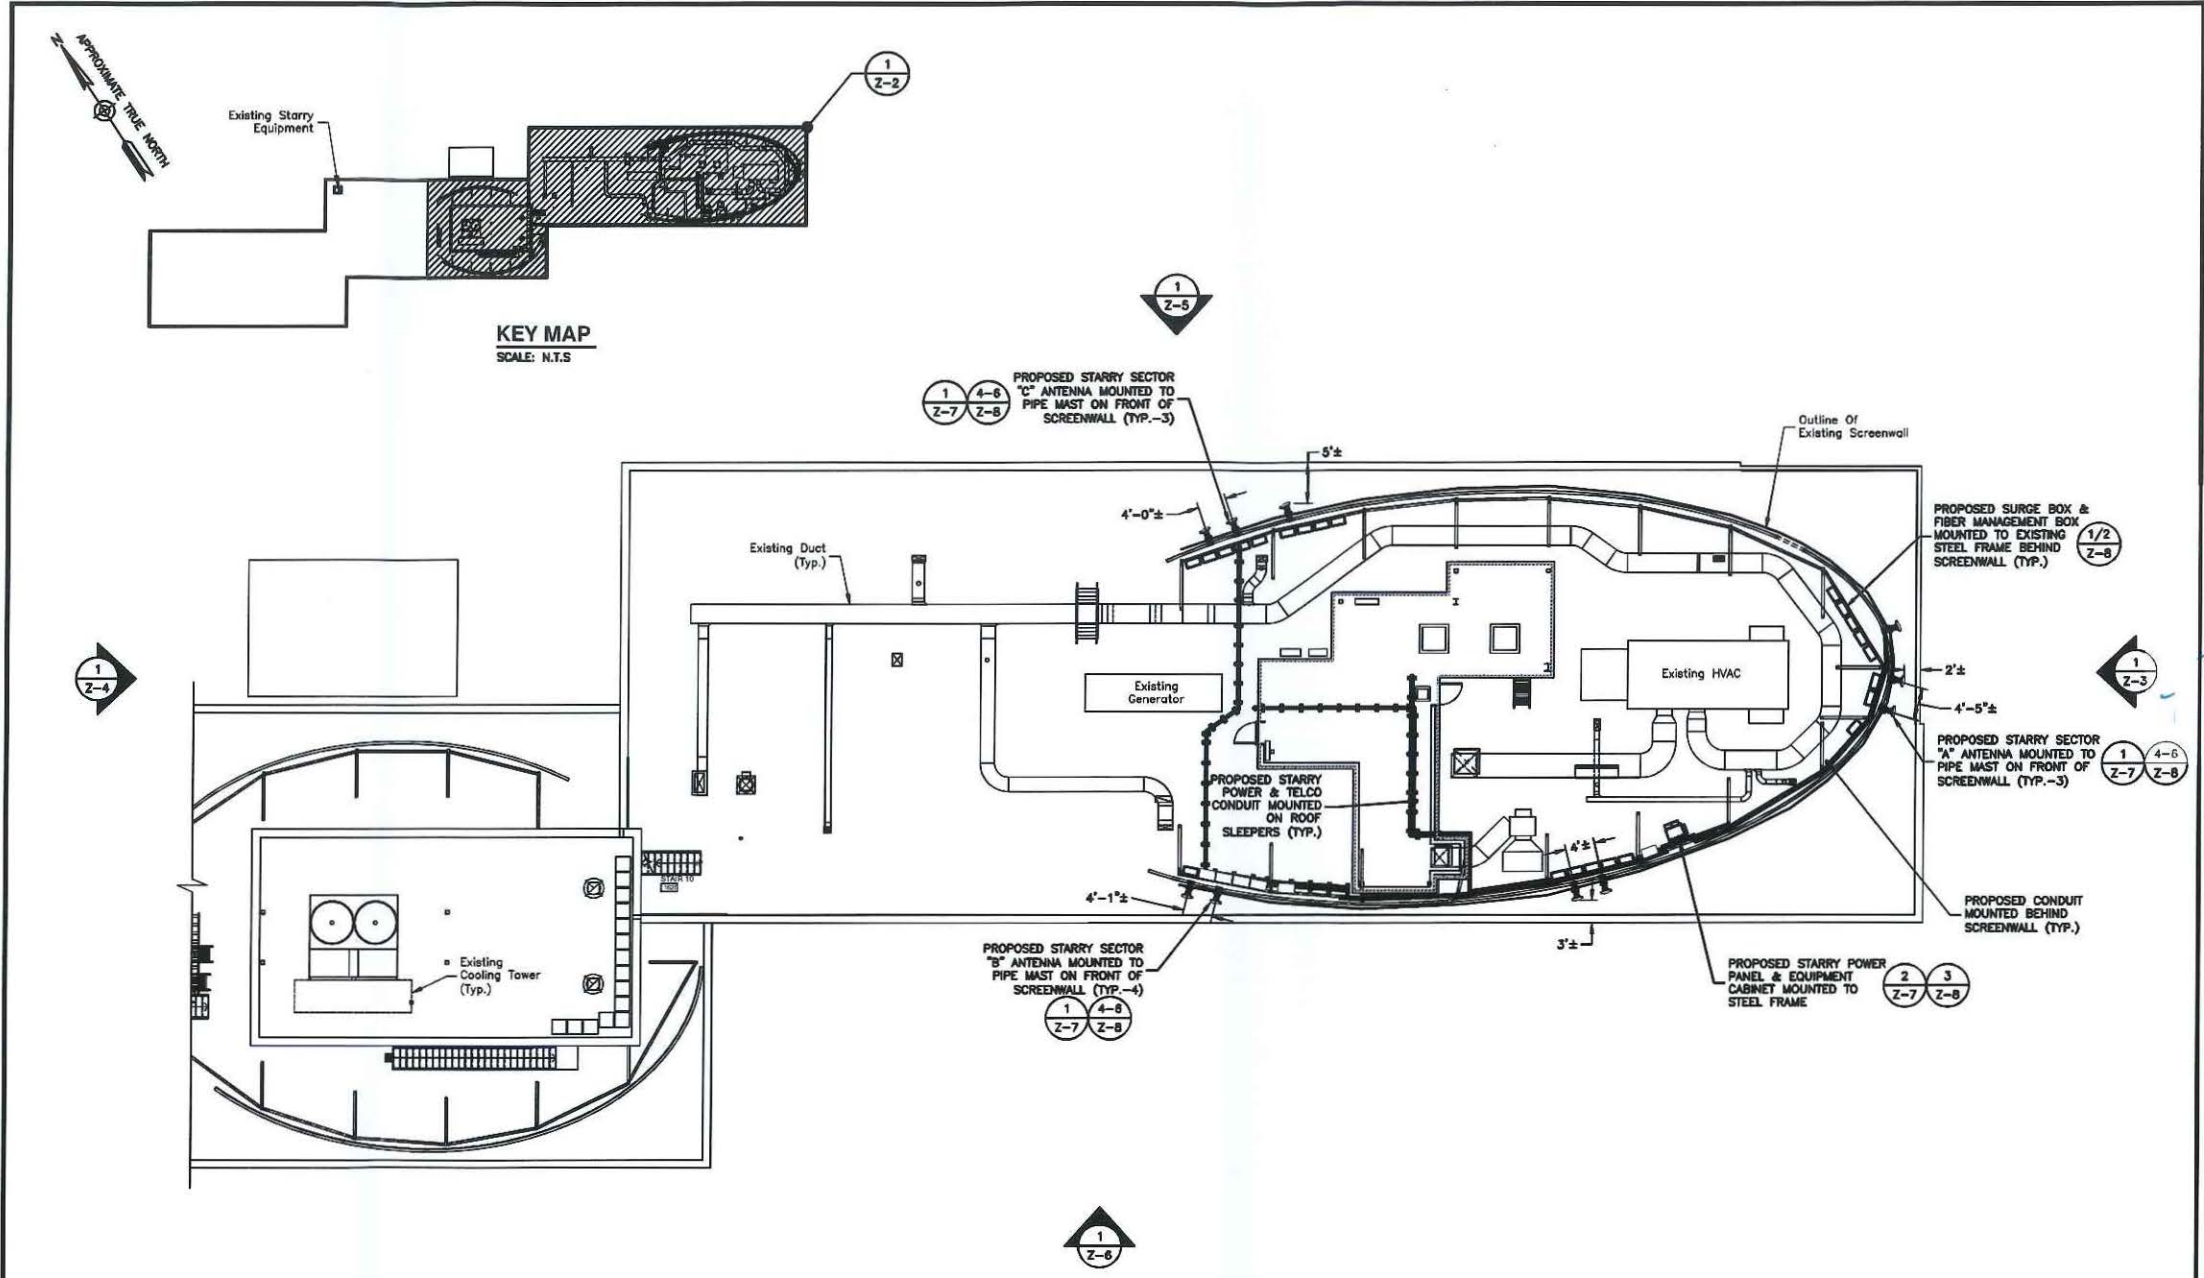 N
APPROXIMATE TRUE NORTH
Existing Starry
Equipment
1
Z-2
KEY MAP
SCALE: N.T.S
1
Z-5
1
Z-7
4-6
Z-8
PROPOSED STARRY SECTOR
"C" ANTENNA MOUNTED TO
PIPE MAST ON FRONT OF
SCREENWALL (TYP.-3)
5'±
4'-0"±
Outline Of
Existing Screenwall
PROPOSED SURGE BOX &
FIBER MANAGEMENT BOX
MOUNTED TO EXISTING
STEEL FRAME BEHIND
SCREENWALL (TYP.)
1/2
Z-8
Existing Duct
(Typ.)
1
Z-4
Existing
Generator
Existing HVAC
2'±
4'-5"±
1
Z-3
PROPOSED STARRY SECTOR
"A" ANTENNA MOUNTED TO
PIPE MAST ON FRONT OF
SCREENWALL (TYP.-3)
1
Z-7
4-6
Z-8
PROPOSED STARRY
POWER & TELCO
CONDUIT MOUNTED
ON ROOF
SLEEPERS (TYP.)
4'±
STAIR 10
4'-1"±
3'±
PROPOSED CONDUIT
MOUNTED BEHIND
SCREENWALL (TYP.)
Existing
Cooling Tower
(Typ.)
PROPOSED STARRY SECTOR
"B" ANTENNA MOUNTED TO
PIPE MAST ON FRONT OF
SCREENWALL (TYP.-4)
1
Z-7
4-6
Z-8
PROPOSED STARRY POWER
PANEL & EQUIPMENT
CABINET MOUNTED TO
STEEL FRAME
2
Z-7
3
Z-8
1
Z-6